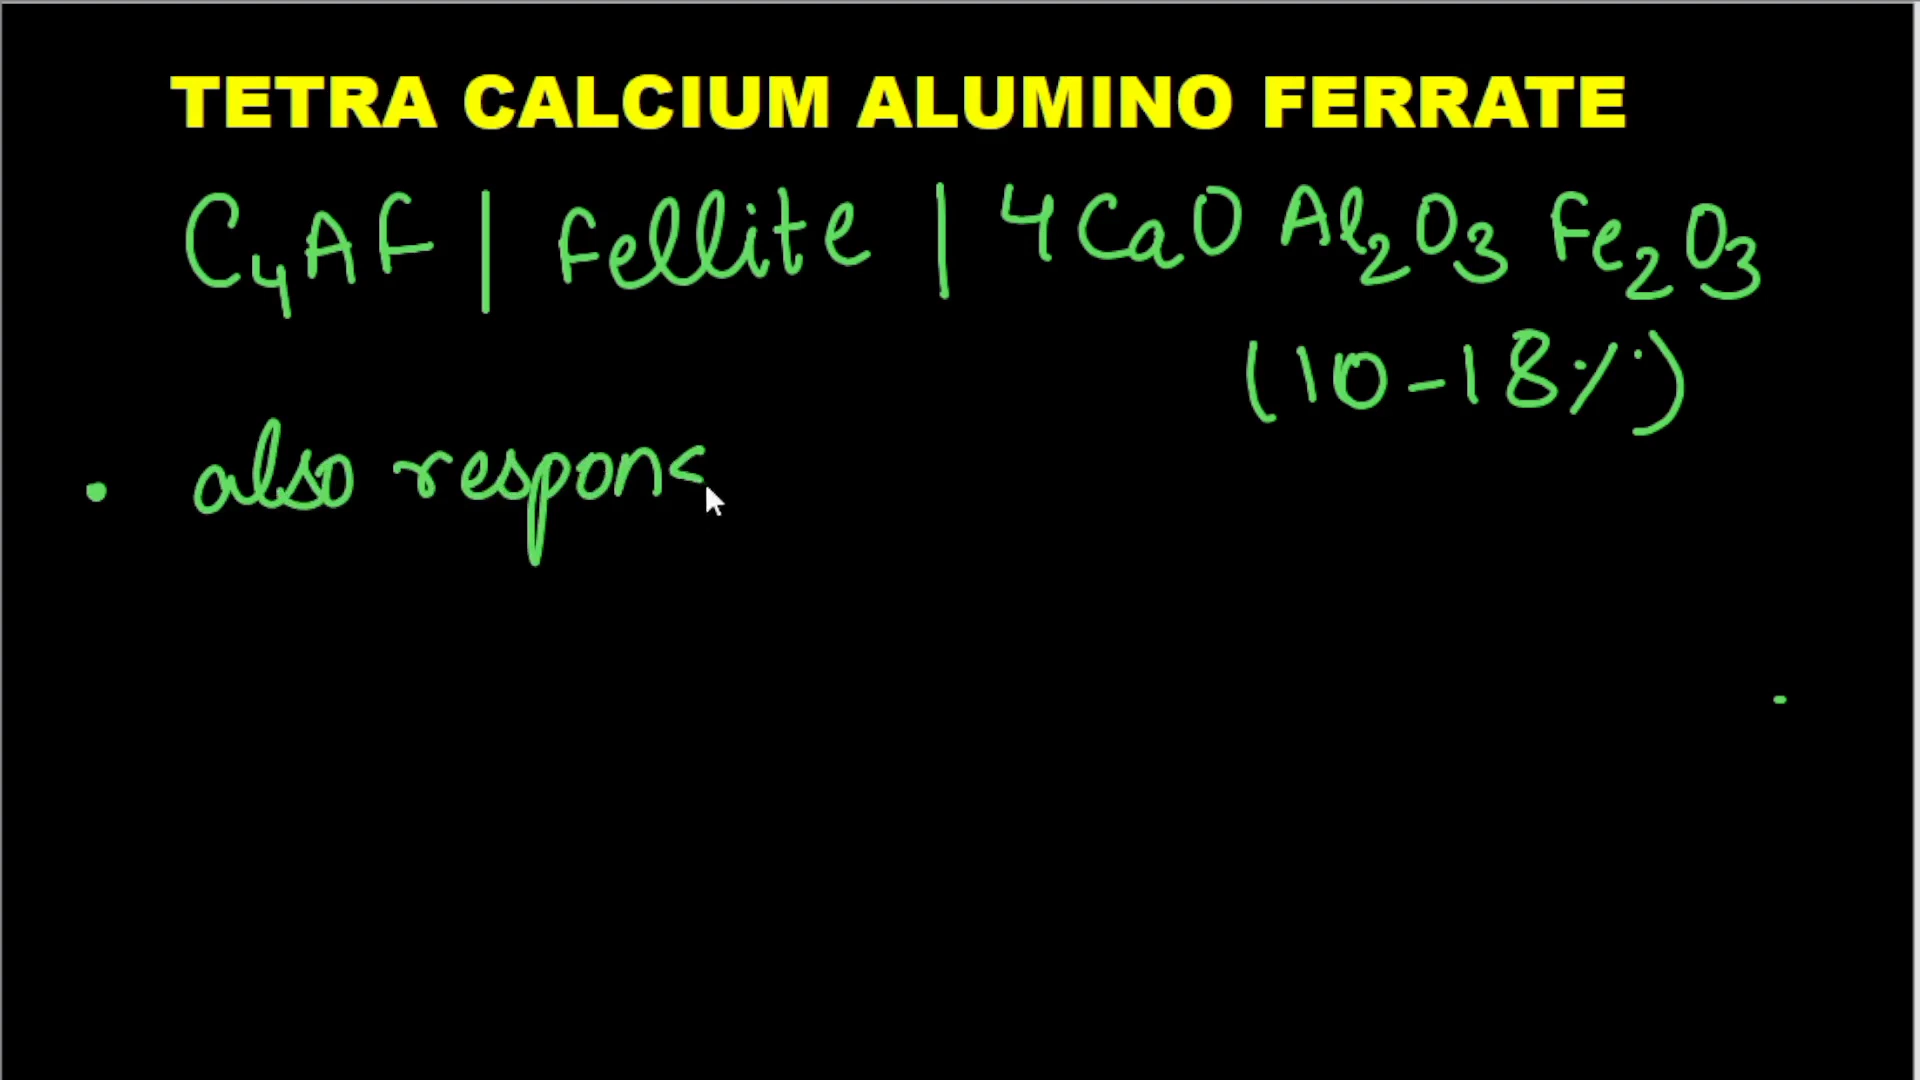 TETRA CALCIUM ALUMINO FERRATE
C₄AF | Fellite | 4CaO Al₂O₃ Fe₂O₃
(10-18%)
• also respons